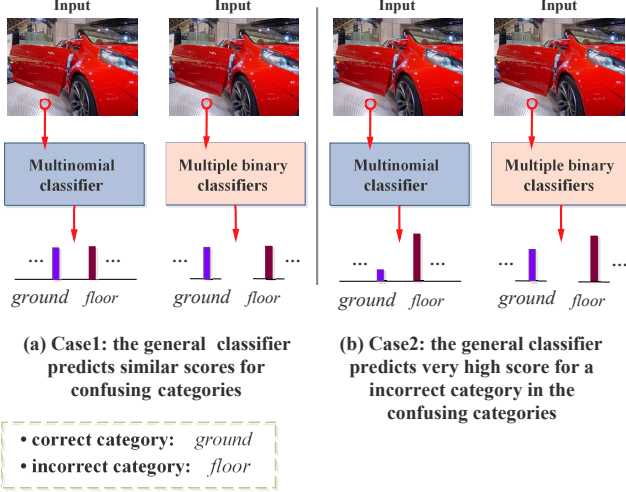 Input
Input
Input
Input
Multinomial
classifier
Multiple binary
classifiers
Multinomial
classifier
Multiple binary
classifiers
... ...
... ...
... ...
... ...
ground floor
ground floor
ground floor
ground floor
(a) Case1: the general classifier
predicts similar scores for
confusing categories
(b) Case2: the general classifier
predicts very high score for a
incorrect category in the
confusing categories
• correct category: ground
• incorrect category: floor